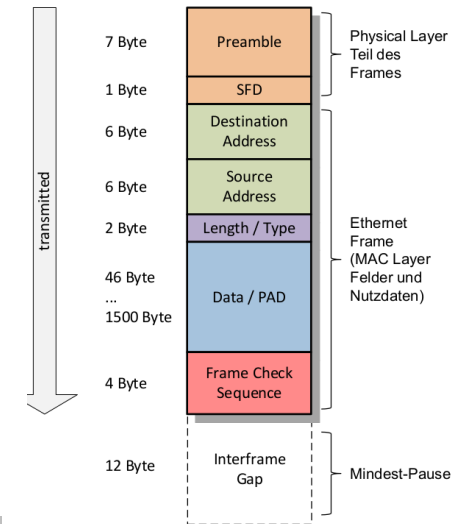 7 Byte
Preamble
Physical Layer
Teil des
Frames
1 Byte
SFD
6 Byte
Destination
Address
6 Byte
Source
Address
2 Byte
Length / Type
46 Byte
...
1500 Byte
Data / PAD
Ethernet
Frame
(MAC Layer
Felder und
Nutzdaten)
4 Byte
Frame Check
Sequence
12 Byte
Interframe
Gap
Mindest-Pause
transmitted